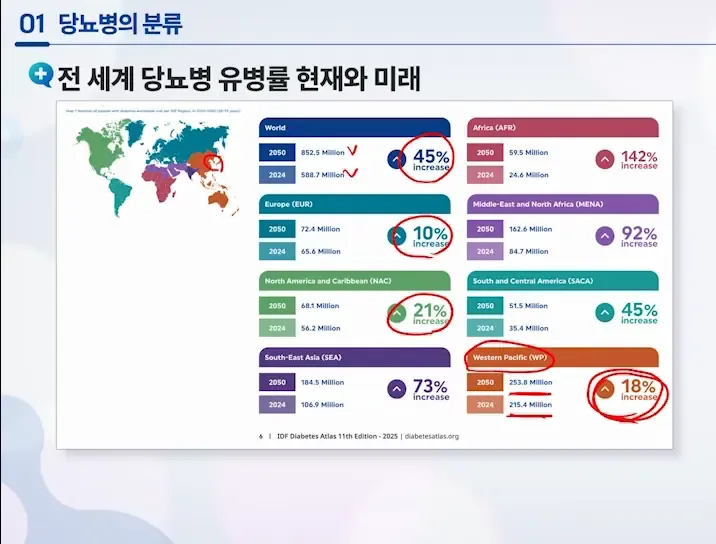 01 당뇨병의 분류
전 세계 당뇨병 유병률 현재와 미래
World
2050 852.5 Million
2024 588.7 Million
45% increase
Africa (AFR)
2050 59.5 Million
2024 24.6 Million
142% increase
Europe (EUR)
2050 72.4 Million
2024 65.6 Million
10% increase
Middle-East and North Africa (MENA)
2050 162.6 Million
2024 84.7 Million
92% increase
North America and Caribbean (NAC)
2050 68.1 Million
2024 56.2 Million
21% increase
South and Central America (SACA)
2050 51.5 Million
2024 35.4 Million
45% increase
South-East Asia (SEA)
2050 184.5 Million
2024 106.9 Million
73% increase
Western Pacific (WP)
2050 253.8 Million
2024 215.4 Million
18% increase
6 | IDF Diabetes Atlas 11th Edition - 2025 | diabetesatlas.org